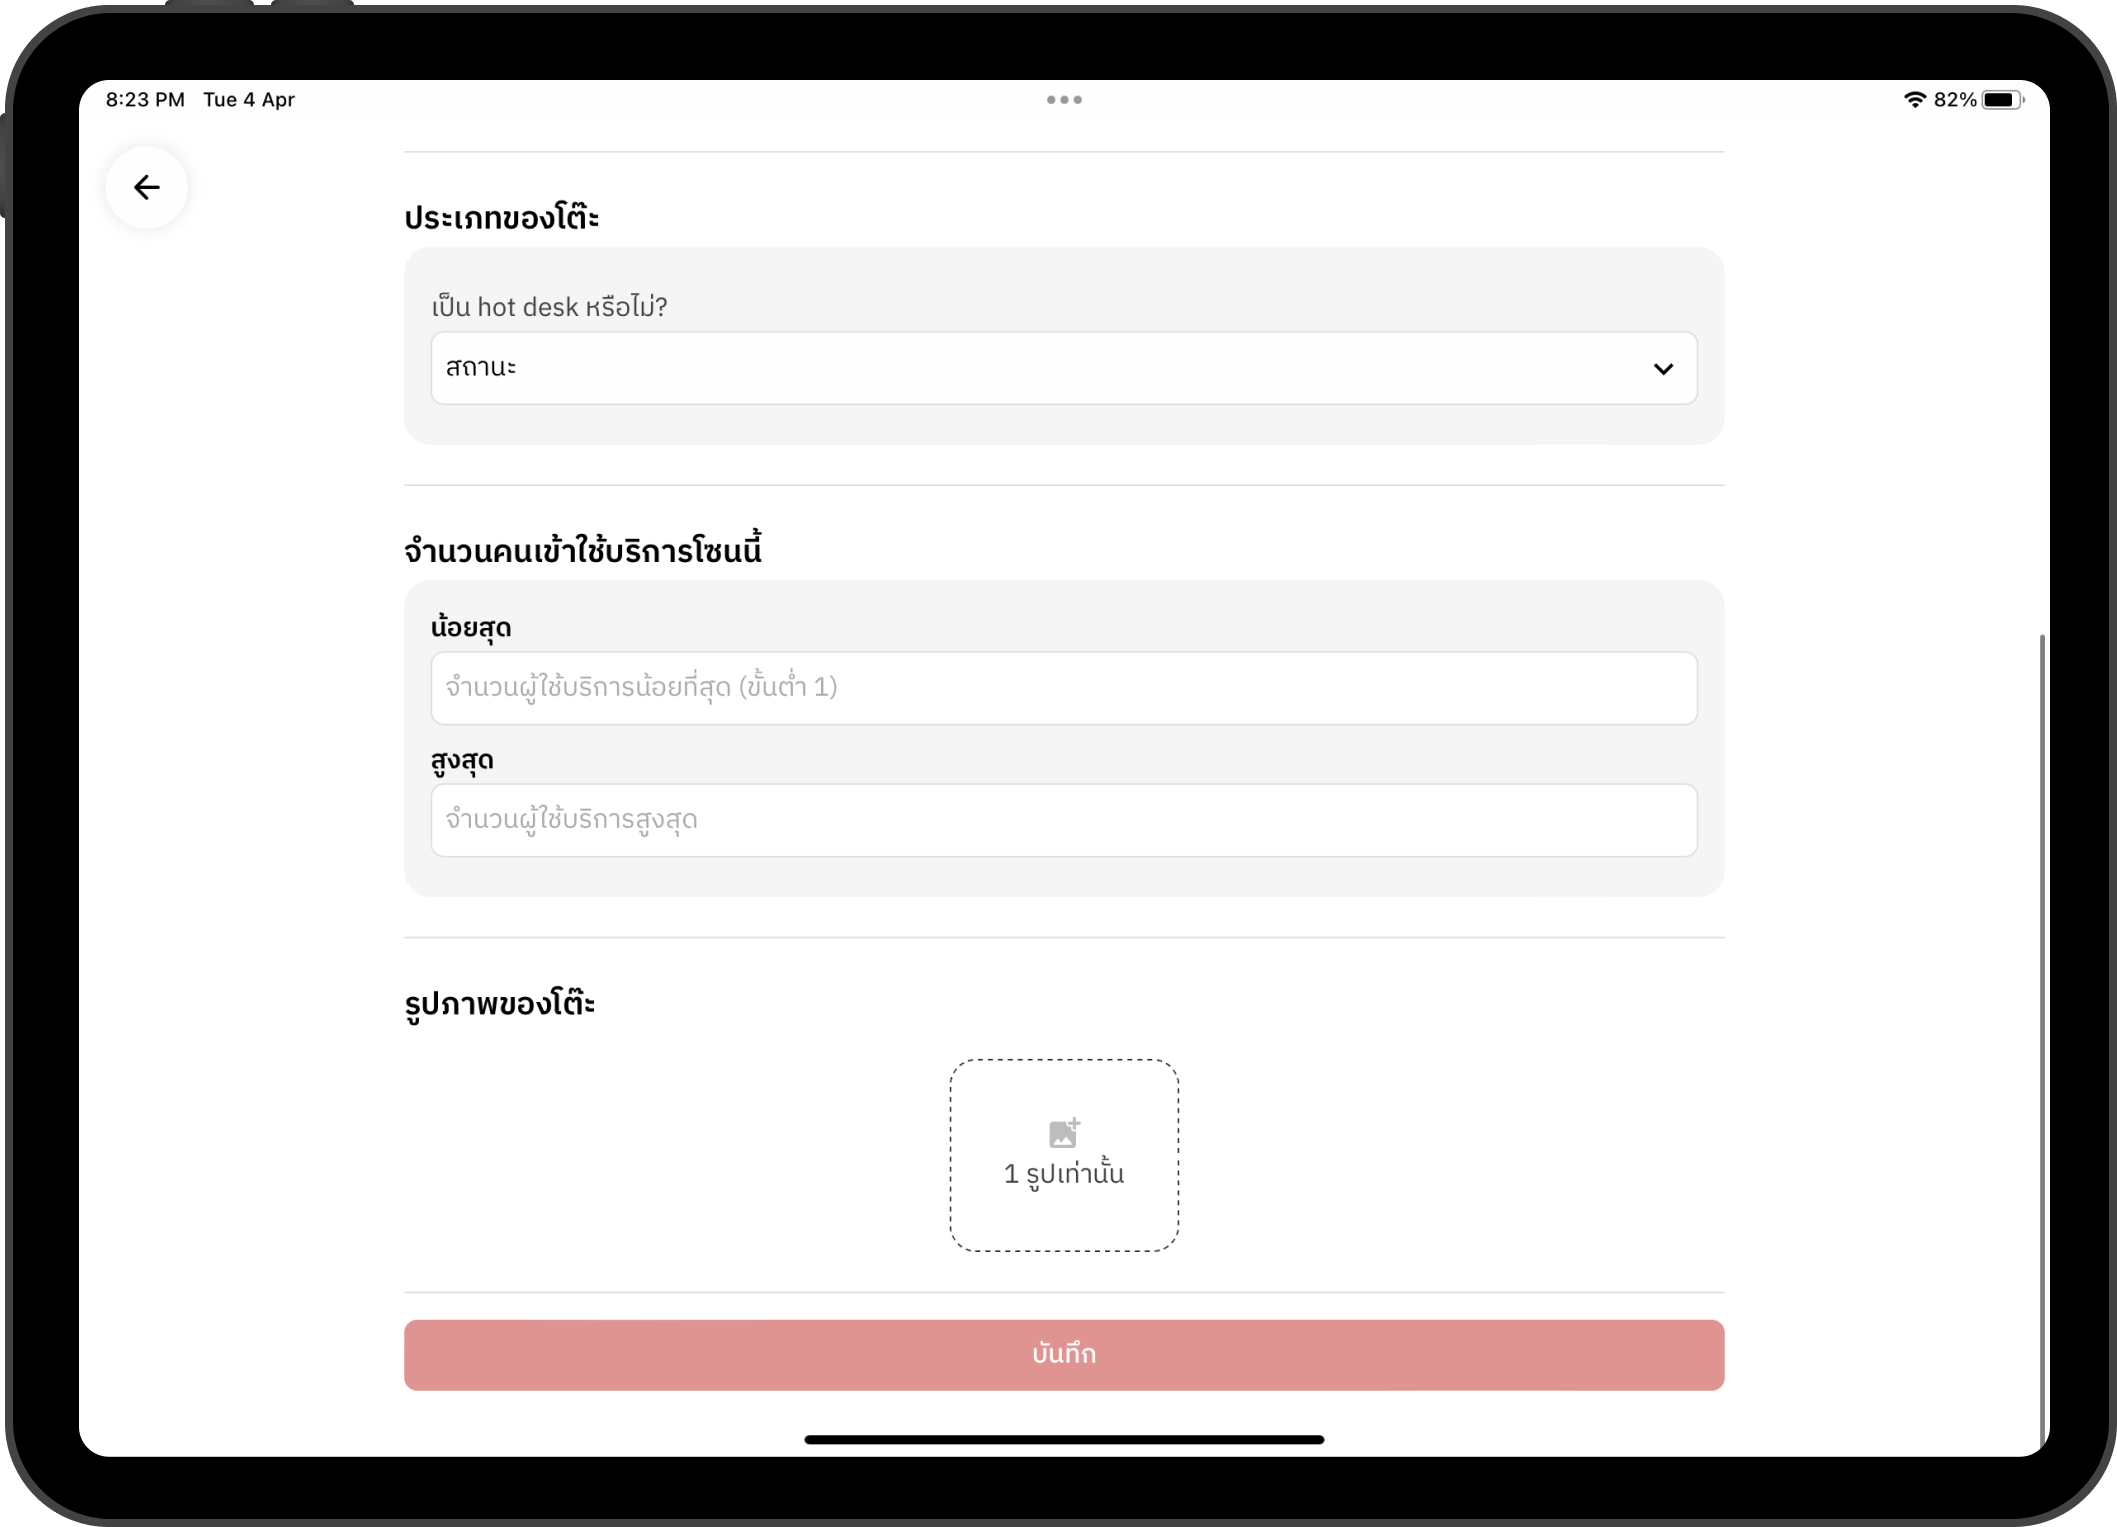 8:23 PM Tue 4 Apr
82%
ประเภทของโต๊ะ
เป็น hot desk หรือไม่?
สถานะ
จำนวนคนเข้าใช้บริการโซนนี้
น้อยสุด
จำนวนผู้ใช้บริการน้อยที่สุด (ขั้นต่ำ 1)
สูงสุด
จำนวนผู้ใช้บริการสูงสุด
รูปภาพของโต๊ะ
1 รูปเท่านั้น
บันทึก